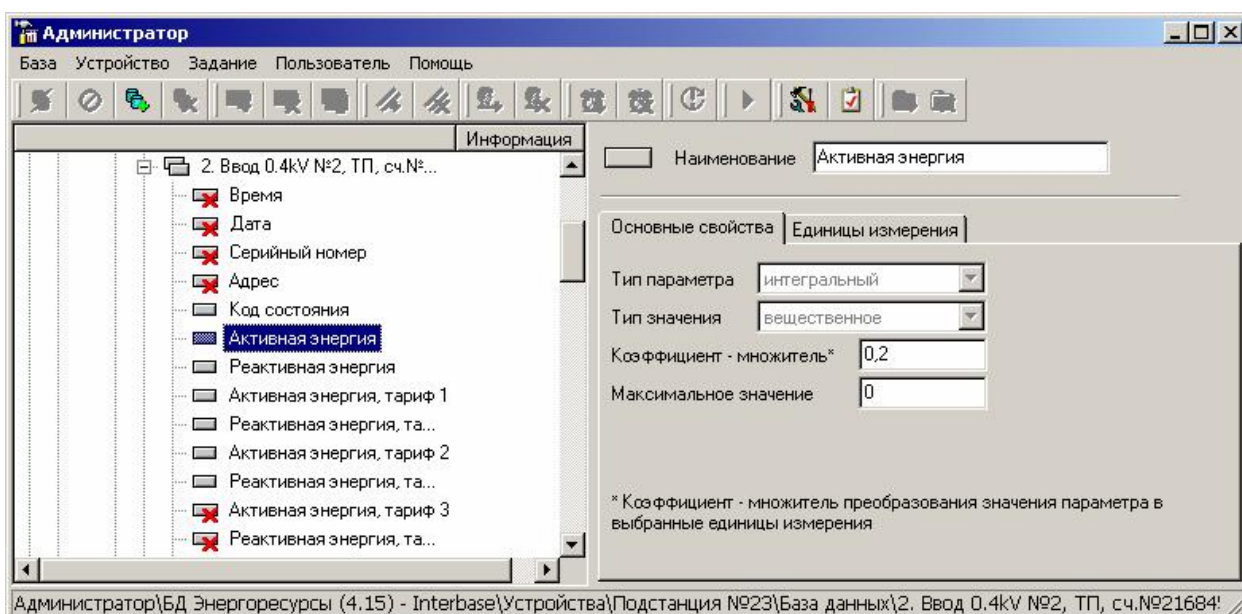 Администратор
База Устройство Задание Пользователь Помощь
Информация
2. Ввод 0.4kV №2, ТП, сч.№...
Время
Дата
Серийный номер
Адрес
Код состояния
Активная энергия
Реактивная энергия
Активная энергия, тариф 1
Реактивная энергия, та...
Активная энергия, тариф 2
Реактивная энергия, та...
Активная энергия, тариф 3
Реактивная энергия, та...
Наименование Активная энергия
Основные свойства Единицы измерения
Тип параметра интегральный
Тип значения вещественное
Коэффициент - множитель* 0,2
Максимальное значение 0
* Коэффициент - множитель преобразования значения параметра в
выбранные единицы измерения
Администратор\БД Энергоресурсы (4.15) - Interbase\Устройства\Подстанция №23\База данных\2. Ввод 0.4kV №2, ТП, сч.№21684